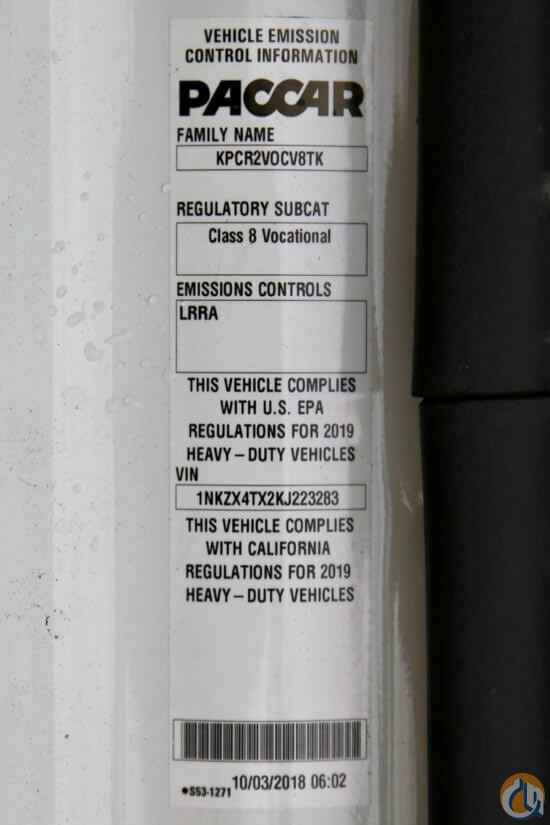 VEHICLE EMISSION
CONTROL INFORMATION
PACCAR
FAMILY NAME
KPCR2VOCV8TK
REGULATORY SUBCAT
Class 8 Vocational
EMISSIONS CONTROLS
LRRA
THIS VEHICLE COMPLIES
WITH U.S. EPA
REGULATIONS FOR 2019
HEAVY – DUTY VEHICLES
VIN
1NKZX4TX2KJ223283
THIS VEHICLE COMPLIES
WITH CALIFORNIA
REGULATIONS FOR 2019
HEAVY – DUTY VEHICLES
•S53-1271 10/03/2018 06:02